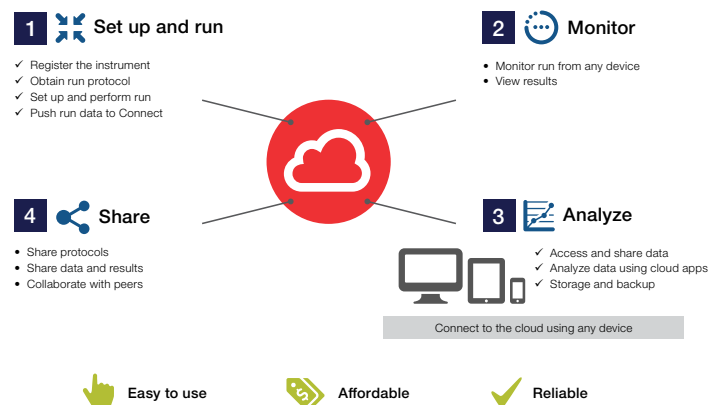 1 Set up and run
✓ Register the instrument
✓ Obtain run protocol
✓ Set up and perform run
✓ Push run data to Connect
2 Monitor
• Monitor run from any device
• View results
4 Share
• Share protocols
• Share data and results
• Collaborate with peers
3 Analyze
✓ Access and share data
✓ Analyze data using cloud apps
✓ Storage and backup
Connect to the cloud using any device
Easy to use
$ Affordable
Reliable